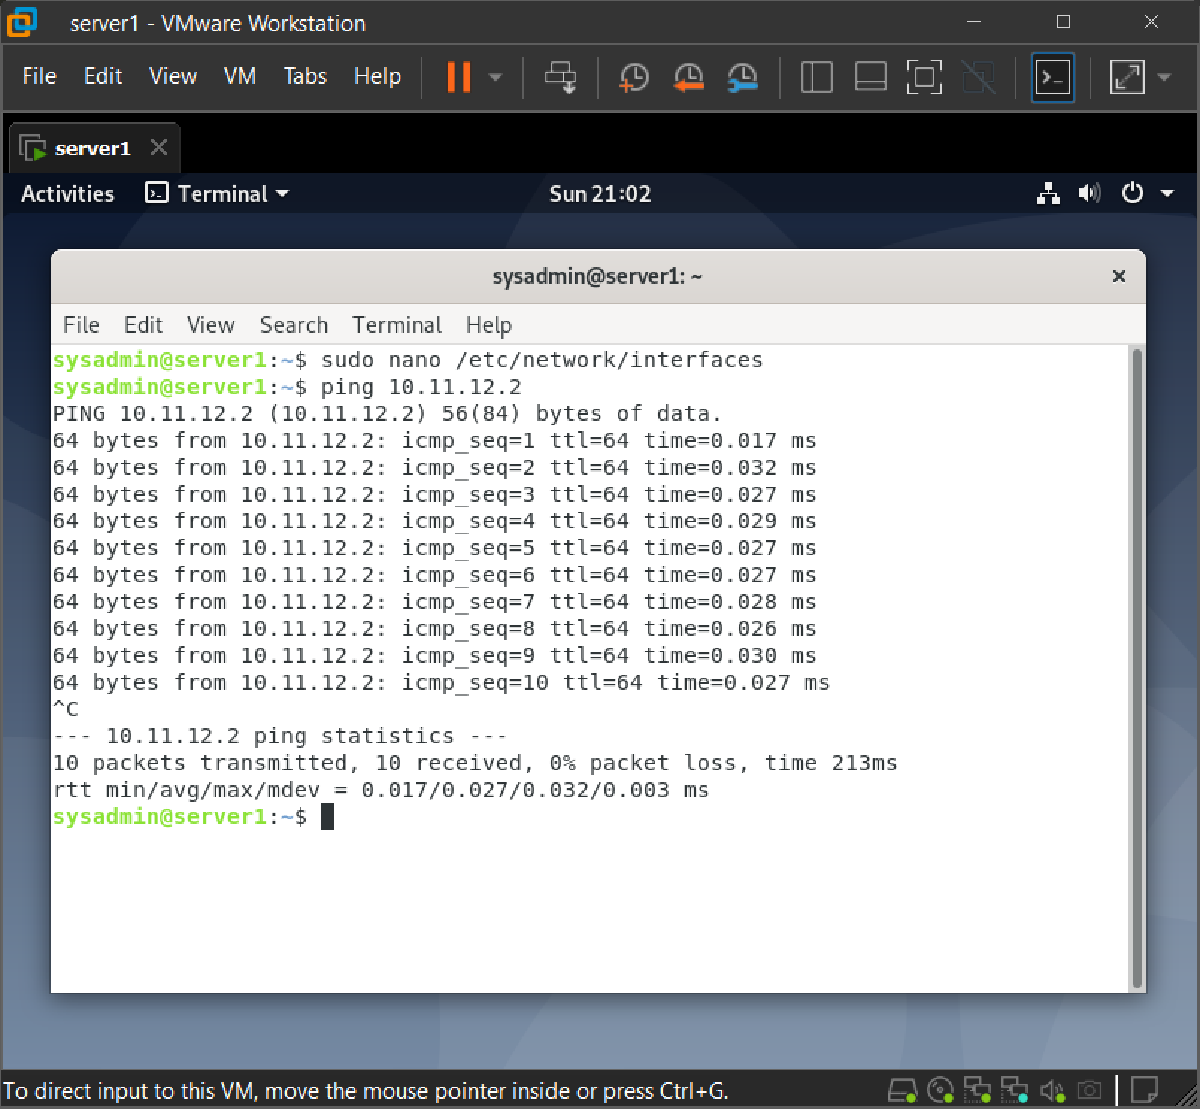 server1 - VMware Workstation
File Edit View VM Tabs Help
server1
Activities Terminal Sun 21:02
sysadmin@server1: ~
File Edit View Search Terminal Help
sysadmin@server1:~$ sudo nano /etc/network/interfaces
sysadmin@server1:~$ ping 10.11.12.2
PING 10.11.12.2 (10.11.12.2) 56(84) bytes of data.
64 bytes from 10.11.12.2: icmp_seq=1 ttl=64 time=0.017 ms
64 bytes from 10.11.12.2: icmp_seq=2 ttl=64 time=0.032 ms
64 bytes from 10.11.12.2: icmp_seq=3 ttl=64 time=0.027 ms
64 bytes from 10.11.12.2: icmp_seq=4 ttl=64 time=0.029 ms
64 bytes from 10.11.12.2: icmp_seq=5 ttl=64 time=0.027 ms
64 bytes from 10.11.12.2: icmp_seq=6 ttl=64 time=0.027 ms
64 bytes from 10.11.12.2: icmp_seq=7 ttl=64 time=0.028 ms
64 bytes from 10.11.12.2: icmp_seq=8 ttl=64 time=0.026 ms
64 bytes from 10.11.12.2: icmp_seq=9 ttl=64 time=0.030 ms
64 bytes from 10.11.12.2: icmp_seq=10 ttl=64 time=0.027 ms
^C
--- 10.11.12.2 ping statistics ---
10 packets transmitted, 10 received, 0% packet loss, time 213ms
rtt min/avg/max/mdev = 0.017/0.027/0.032/0.003 ms
sysadmin@server1:~$
To direct input to this VM, move the mouse pointer inside or press Ctrl+G.